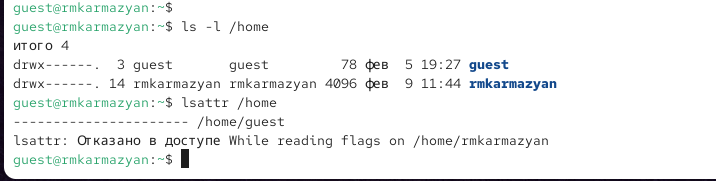 guest@rmkarmazyan:~$
guest@rmkarmazyan:~$ ls -l /home
итого 4
drwx------.  3 guest      guest        78 фев  5 19:27 guest
drwx------. 14 rmkarmazyan rmkarmazyan 4096 фев  9 11:44 rmkarmazyan
guest@rmkarmazyan:~$ lsattr /home
---------------------- /home/guest
lsattr: Отказано в доступе While reading flags on /home/rmkarmazyan
guest@rmkarmazyan:~$